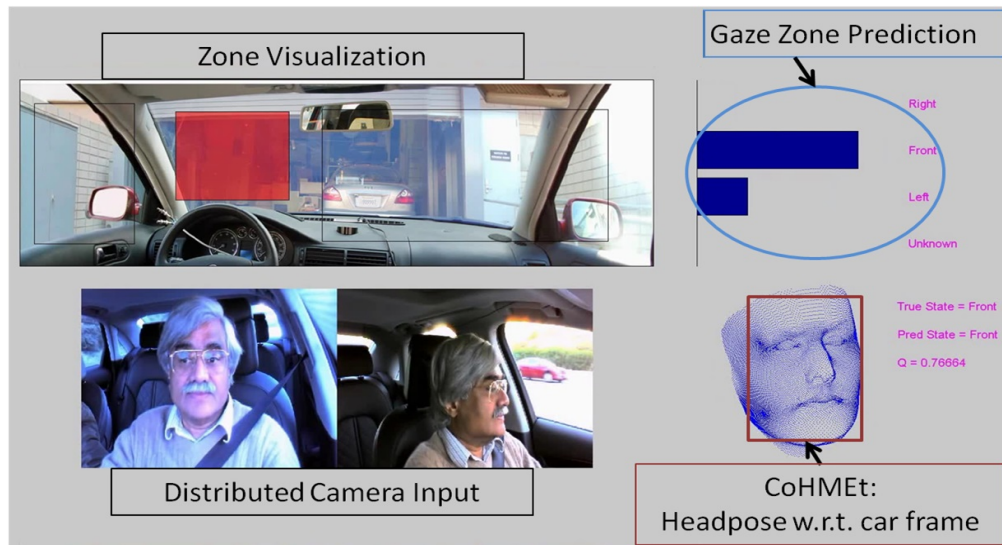 Zone Visualization
Gaze Zone Prediction
Right
Front
Left
Unknown
True State = Front
Pred State = Front
Q = 0.76664
Distributed Camera Input
CoHMEt:
Headpose w.r.t. car frame